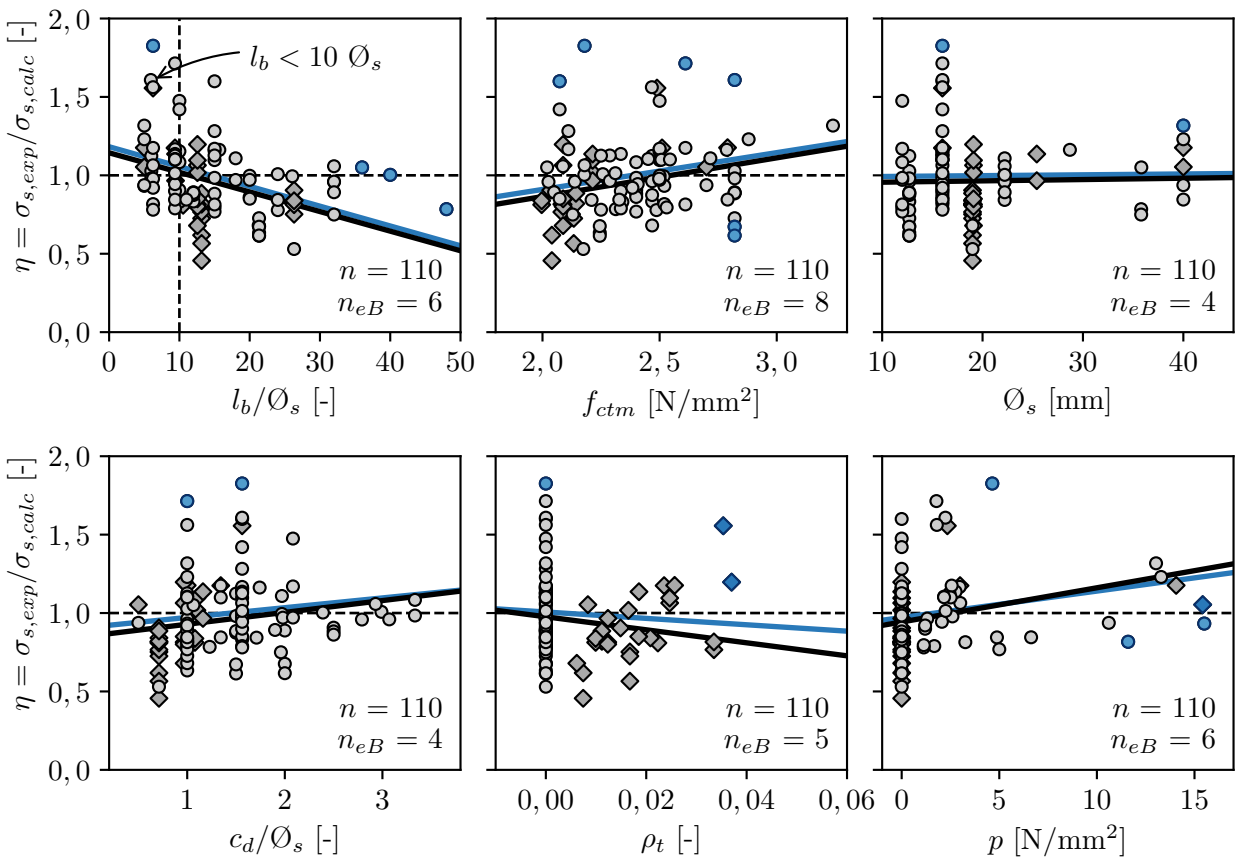 η = σs,exp/σs,calc [-]
2, 0
1, 5
1, 0
0, 5
0, 0
lb < 10 Øs
n = 110
neB = 6
0 10 20 30 40 50
lb/Øs [-]
n = 110
neB = 8
2, 0 2, 5 3, 0
fctm [N/mm²]
n = 110
neB = 4
10 20 30 40
Øs [mm]
η = σs,exp/σs,calc [-]
2, 0
1, 5
1, 0
0, 5
0, 0
n = 110
neB = 4
1 2 3
cd/Øs [-]
n = 110
neB = 5
0, 00 0, 02 0, 04 0, 06
ρt [-]
n = 110
neB = 6
0 5 10 15
p [N/mm²]